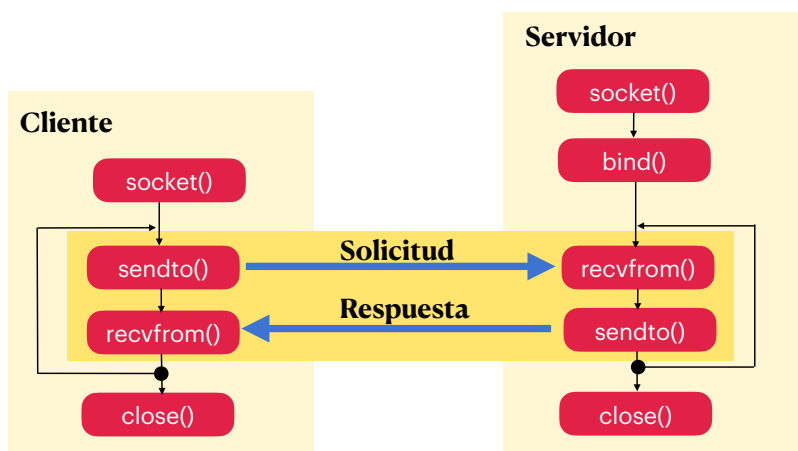 Servidor
socket()
bind()
Cliente
socket()
Solicitud
sendto()
recvfrom()
Respuesta
recvfrom()
sendto()
close()
close()